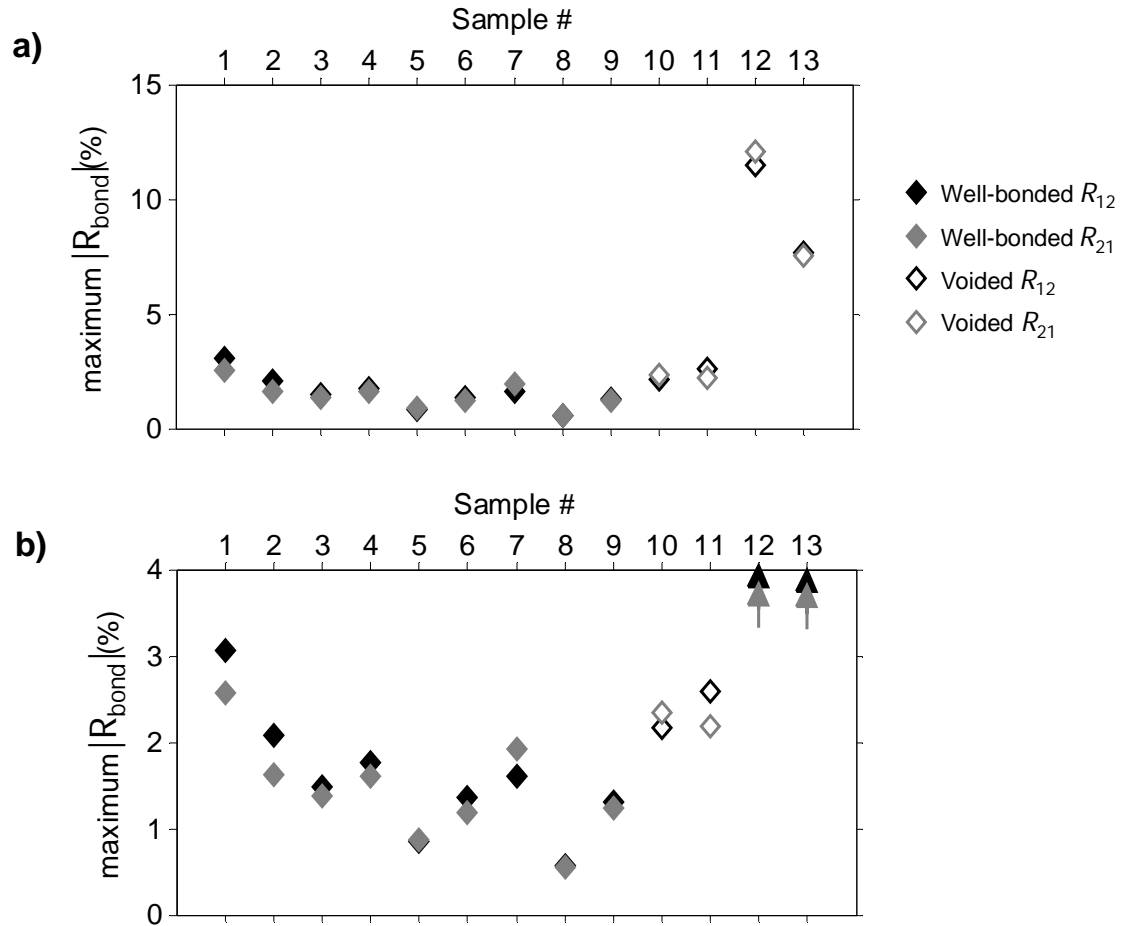 a)
Sample #
1 2 3 4 5 6 7 8 9 10 11 12 13
15
10
5
0
maximum |R_bond|(%)
Well-bonded R12
Well-bonded R21
Voided R12
Voided R21
b)
Sample #
1 2 3 4 5 6 7 8 9 10 11 12 13
4
3
2
1
0
maximum |R_bond|(%)